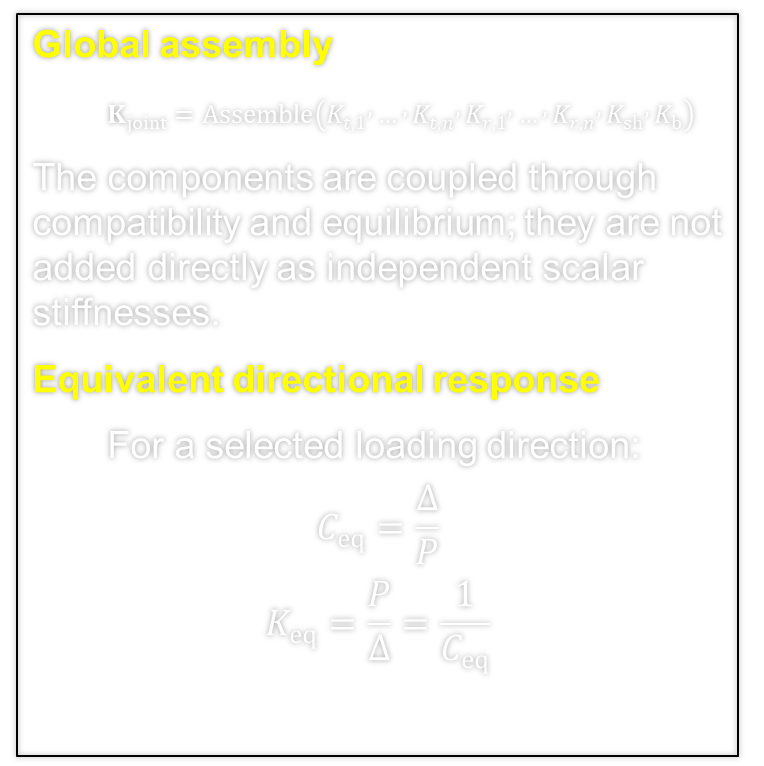 Global assembly
𝐊_joint = Assemble(K_t,1, ..., K_t,n, K_r,1, ..., K_r,n, K_sh, K_b)
The components are coupled through
compatibility and equilibrium; they are not
added directly as independent scalar
stiffnesses.
Equivalent directional response
For a selected loading direction:
C_eq = Δ/P
K_eq = P/Δ = 1/C_eq